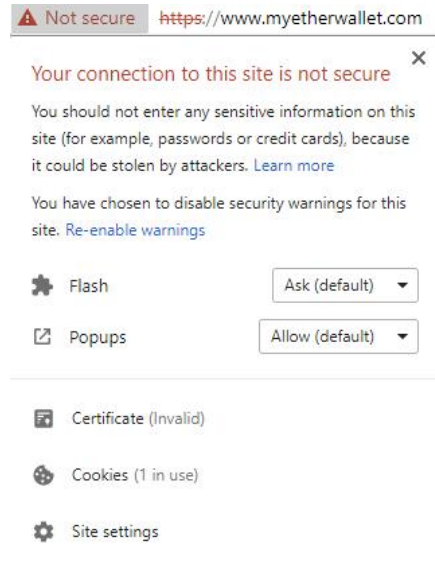 Not secure https://www.myetherwallet.com
Your connection to this site is not secure
You should not enter any sensitive information on this
site (for example, passwords or credit cards), because
it could be stolen by attackers. Learn more
You have chosen to disable security warnings for this
site. Re-enable warnings
Flash Ask (default)
Popups Allow (default)
Certificate (Invalid)
Cookies (1 in use)
Site settings